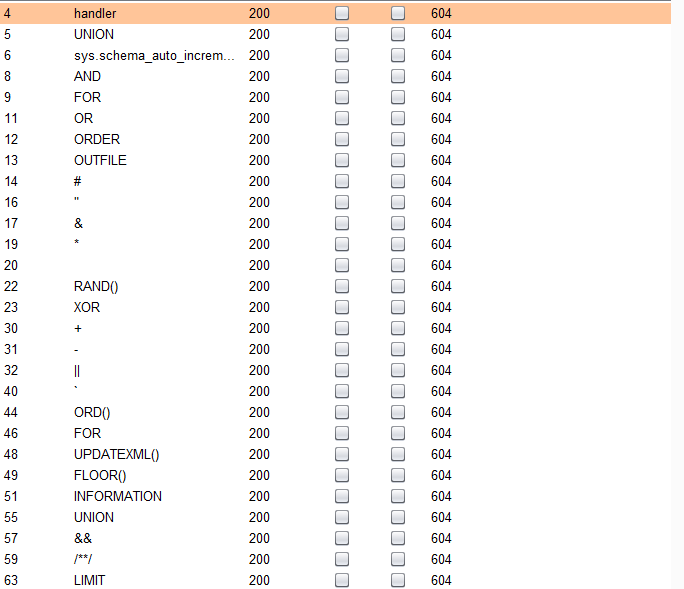 4 handler 200 604
5 UNION 200 604
6 sys.schema_auto_increm... 200 604
8 AND 200 604
9 FOR 200 604
11 OR 200 604
12 ORDER 200 604
13 OUTFILE 200 604
14 # 200 604
16 " 200 604
17 & 200 604
19 * 200 604
20 200 604
22 RAND() 200 604
23 XOR 200 604
30 + 200 604
31 - 200 604
32 || 200 604
40 ` 200 604
44 ORD() 200 604
46 FOR 200 604
48 UPDATEXML() 200 604
49 FLOOR() 200 604
51 INFORMATION 200 604
55 UNION 200 604
57 && 200 604
59 /**/ 200 604
63 LIMIT 200 604